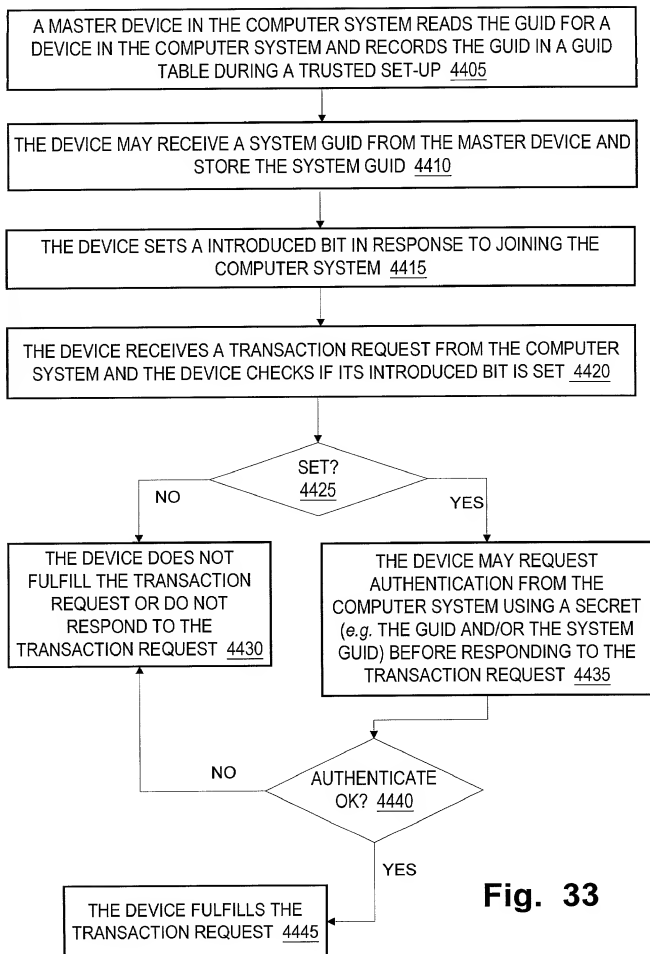 A MASTER DEVICE IN THE COMPUTER SYSTEM READS THE GUID FOR A
DEVICE IN THE COMPUTER SYSTEM AND RECORDS THE GUID IN A GUID
TABLE DURING A TRUSTED SET-UP 4405
THE DEVICE MAY RECEIVE A SYSTEM GUID FROM THE MASTER DEVICE AND
STORE THE SYSTEM GUID 4410
THE DEVICE SETS A INTRODUCED BIT IN RESPONSE TO JOINING THE
COMPUTER SYSTEM 4415
THE DEVICE RECEIVES A TRANSACTION REQUEST FROM THE COMPUTER
SYSTEM AND THE DEVICE CHECKS IF ITS INTRODUCED BIT IS SET 4420
SET?
4425
NO
YES
THE DEVICE DOES NOT
FULFILL THE TRANSACTION
REQUEST OR DO NOT
RESPOND TO THE
TRANSACTION REQUEST 4430
THE DEVICE MAY REQUEST
AUTHENTICATION FROM THE
COMPUTER SYSTEM USING A SECRET
(e.g. THE GUID AND/OR THE SYSTEM
GUID) BEFORE RESPONDING TO THE
TRANSACTION REQUEST 4435
NO
AUTHENTICATE
OK? 4440
YES
THE DEVICE FULFILLS THE
TRANSACTION REQUEST 4445
Fig. 33